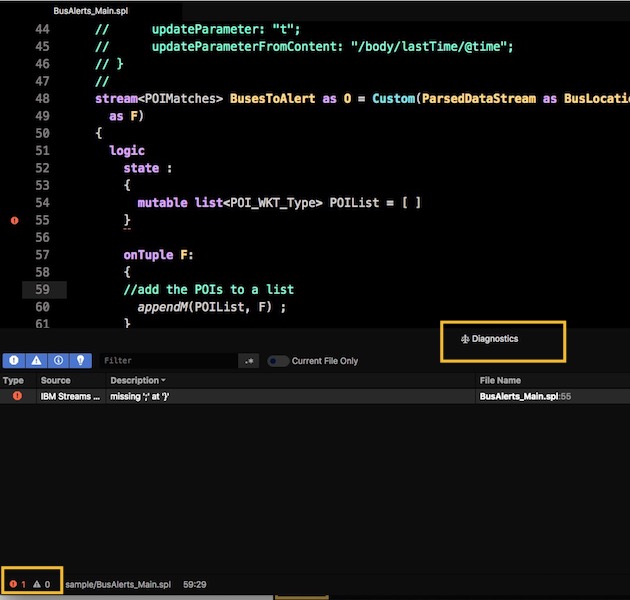 BusAlerts_Main.spl
44 // updateParameter: "t";
45 // updateParameterFromContent: "/body/lastTime/@time";
46 // }
47 //
48 stream<POIMatches> BusesToAlert as O = Custom(ParsedDataStream as BusLocatio
49 as F)
50 {
51 logic
52 state :
53 {
54 mutable list<POI_WKT_Type> POIList = [ ]
55 }
56
57 onTuple F:
58 {
59 //add the POIs to a list
60 appendM(POIList, F) ;
61 }
Diagnostics
Filter .* Current File Only
Type Source Description File Name
IBM Streams ... missing ';' at '}' BusAlerts_Main.spl:55
1 0 sample/BusAlerts_Main.spl 59:29